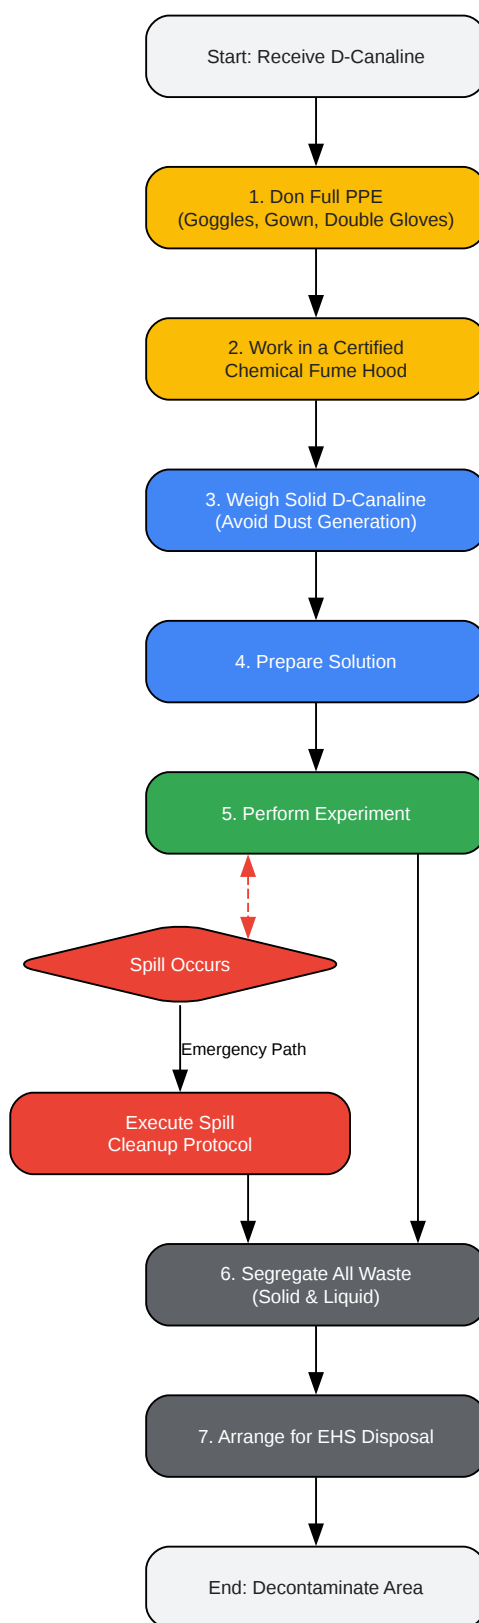 Start: Receive D-Canaline
1. Don Full PPE
(Goggles, Gown, Double Gloves)
2. Work in a Certified
Chemical Fume Hood
3. Weigh Solid D-Canaline
(Avoid Dust Generation)
4. Prepare Solution
5. Perform Experiment
Spill Occurs
Emergency Path
Execute Spill
Cleanup Protocol
6. Segregate All Waste
(Solid & Liquid)
7. Arrange for EHS Disposal
End: Decontaminate Area